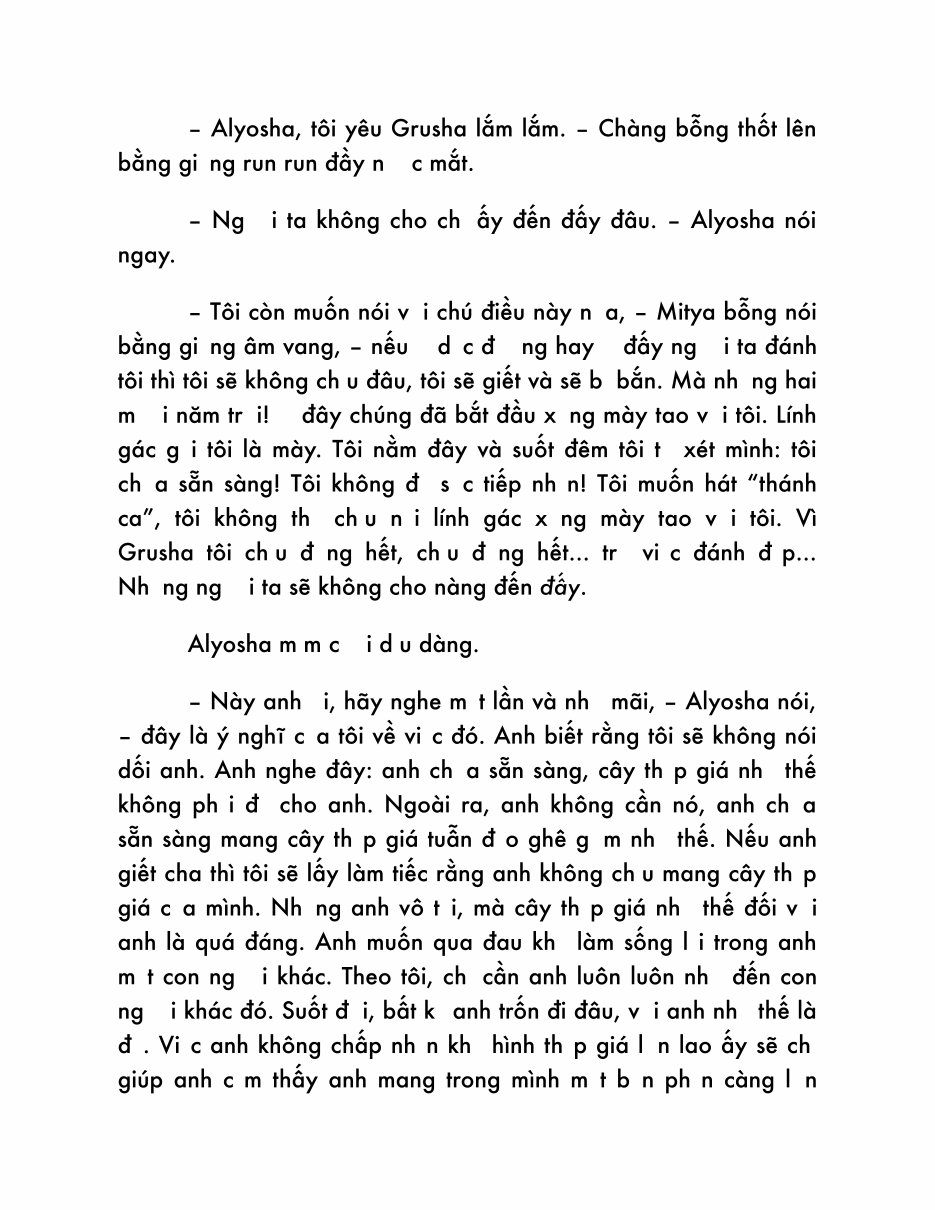 – Alyosha, tôi yêu Grusha lắm lắm. – Chàng bỗng thốt lên
bằng gi ng run run đầy n c mắt.
– Ng i ta không cho ch ấy đến đấy đâu. – Alyosha nói
ngay.
– Tôi còn muốn nói v i chú điều này n a, – Mitya bỗng nói
bằng gi ng âm vang, – nếu d c đ ng hay đấy ng i ta đánh
tôi thì tôi sẽ không ch u đâu, tôi sẽ giết và sẽ b bắn. Mà nh ng hai
m i năm tr i! đây chúng đã bắt đầu x ng mày tao v i tôi. Lính
gác g i tôi là mày. Tôi nằm đây và suốt đêm tôi t xét mình: tôi
ch a sẵn sàng! Tôi không đ s c tiếp nh n! Tôi muốn hát “thánh
ca”, tôi không th ch u n i lính gác x ng mày tao v i tôi. Vì
Grusha tôi ch u đ ng hết, ch u đ ng hết... tr vi c đánh đ p...
Nh ng ng i ta sẽ không cho nàng đến đấy.
Alyosha m m c i d u dàng.
– Này anh i, hãy nghe m t lần và nh mãi, – Alyosha nói,
– đây là ý nghĩ c a tôi về vi c đó. Anh biết rằng tôi sẽ không nói
dối anh. Anh nghe đây: anh ch a sẵn sàng, cây th p giá nh thế
không ph i đ cho anh. Ngoài ra, anh không cần nó, anh ch a
sẵn sàng mang cây th p giá tuẫn đ o ghê g m nh thế. Nếu anh
giết cha thì tôi sẽ lấy làm tiếc rằng anh không ch u mang cây th p
giá c a mình. Nh ng anh vô t i, mà cây th p giá nh thế đối v i
anh là quá đáng. Anh muốn qua đau kh làm sống l i trong anh
m t con ng i khác. Theo tôi, ch cần anh luôn luôn nh đến con
ng i khác đó. Suốt đ i, bất k anh trốn đi đâu, v i anh nh thế là
đ . Vi c anh không chấp nh n kh hình th p giá l n lao ấy sẽ ch
giúp anh c m thấy anh mang trong mình m t b n ph n càng l n